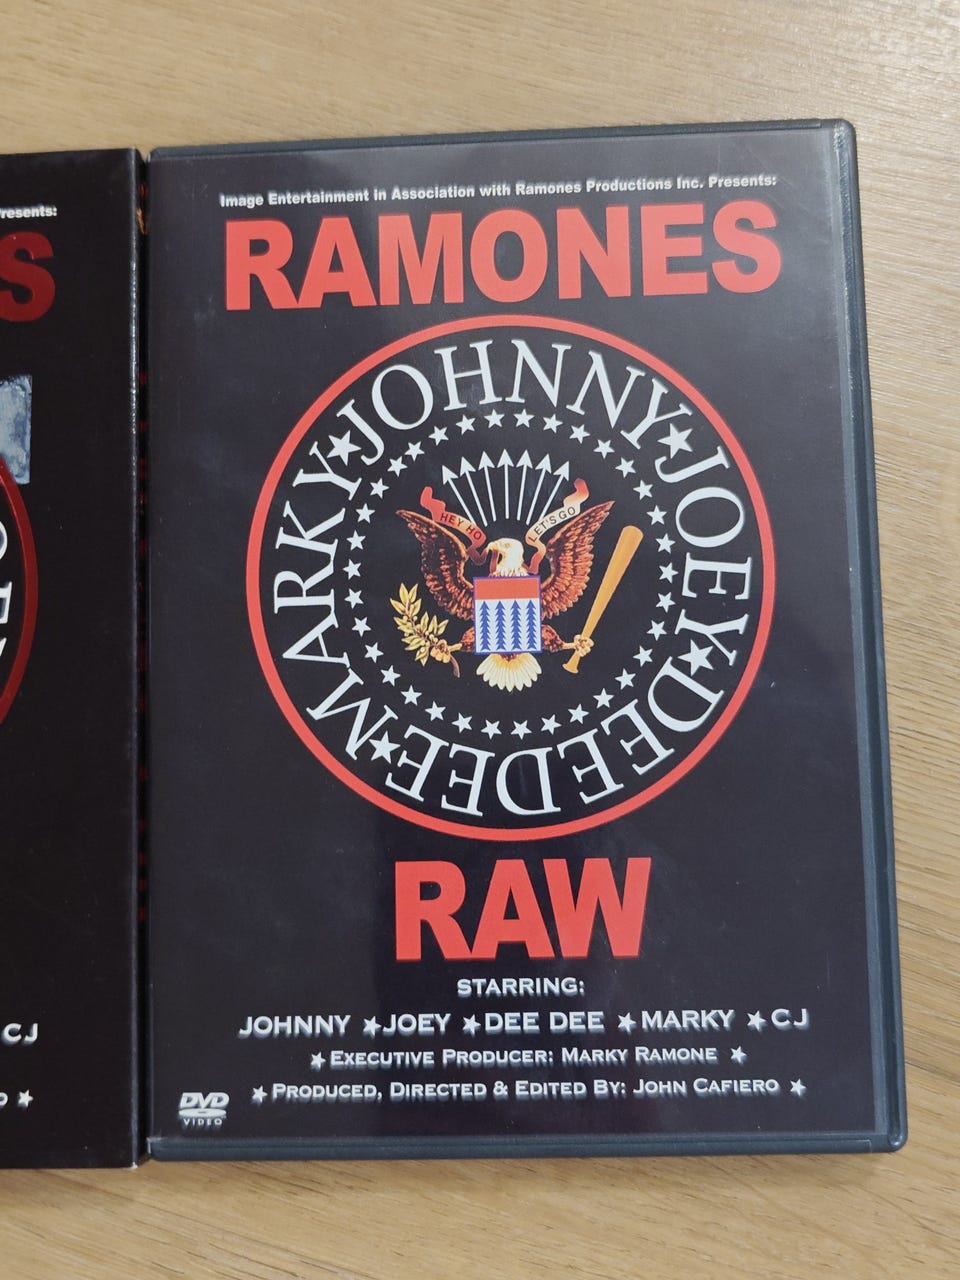 Presents:
S
CJ
Image Entertainment in Association with Ramones Productions Inc. Presents:
RAMONES
JOHNNY★JOEY★DEEDEE★MARKY★
HEY HO
LET'S GO
RAW
STARRING:
JOHNNY ★JOEY ★DEE DEE ★MARKY ★CJ
★EXECUTIVE PRODUCER: MARKY RAMONE ★
★PRODUCED, DIRECTED & EDITED BY: JOHN CAFIERO ★
DVD
VIDEO